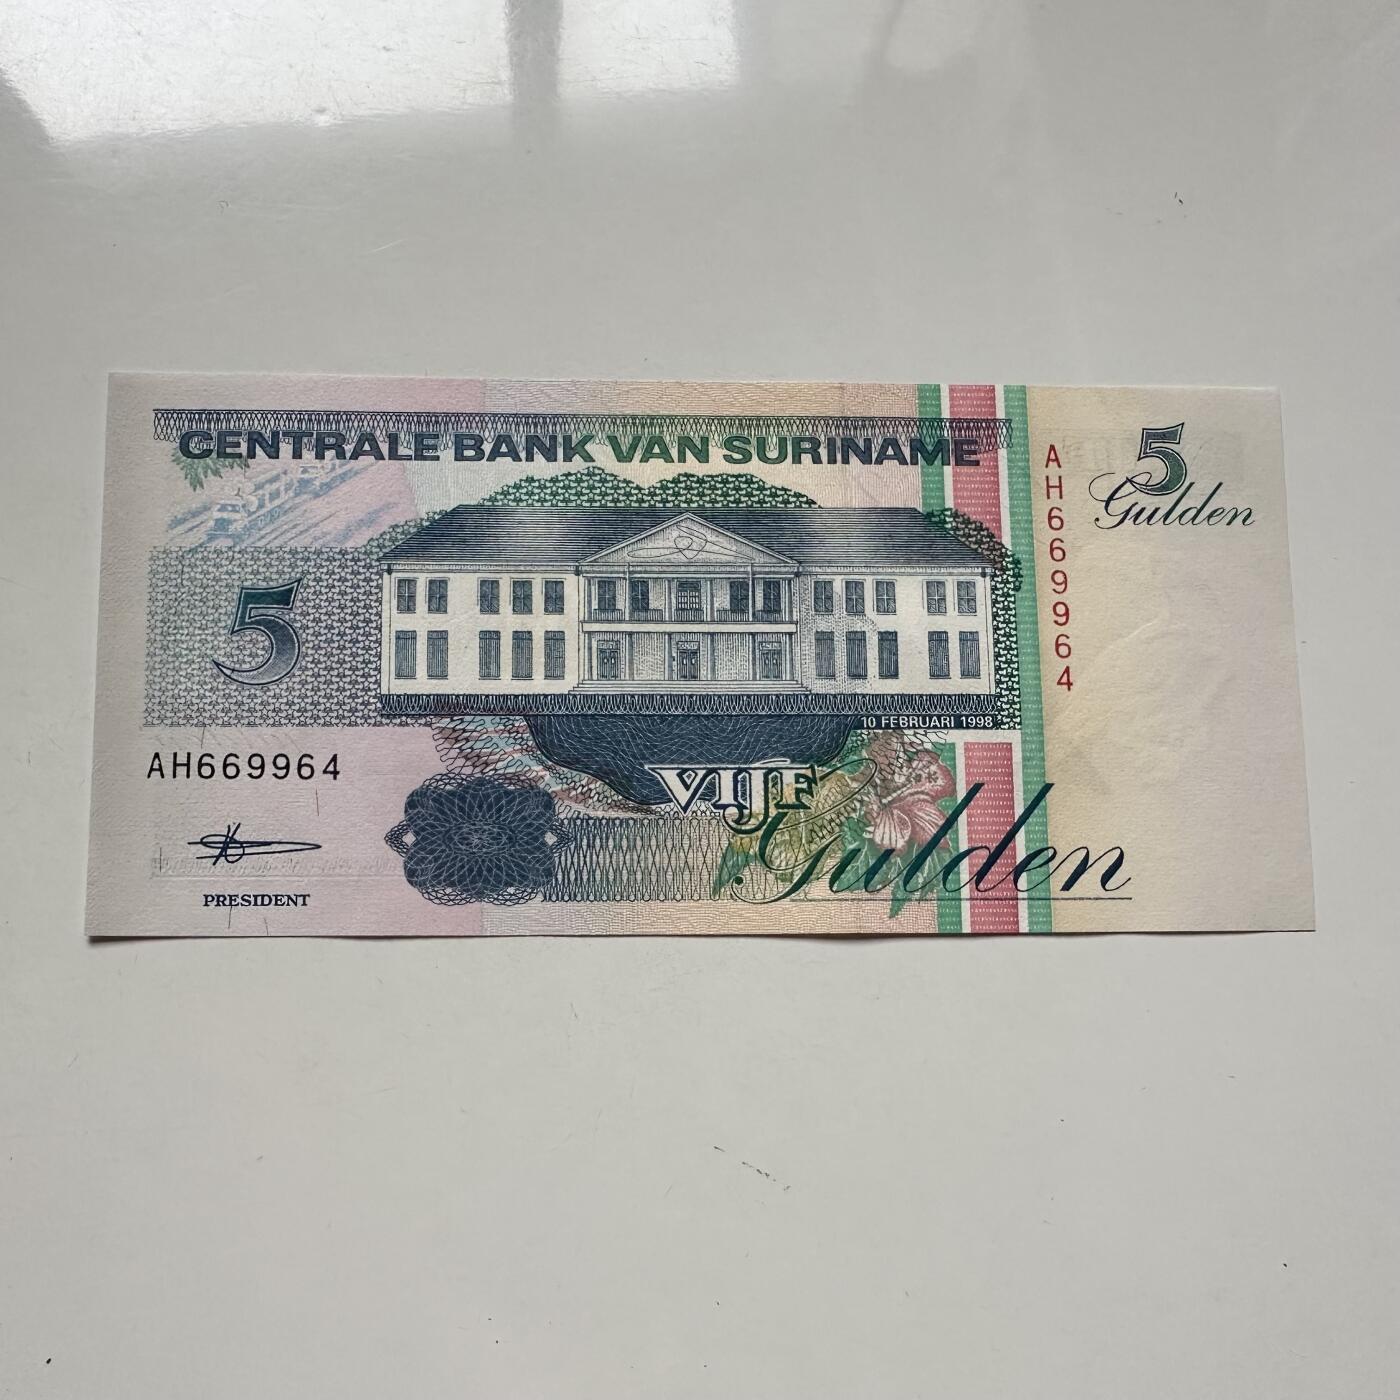 CENTRALE BANK VAN SURINAME
5
Gulden
AH669964
5
10 FEBRUARI 1998
AH669964
VIJF
Gulden
PRESIDENT